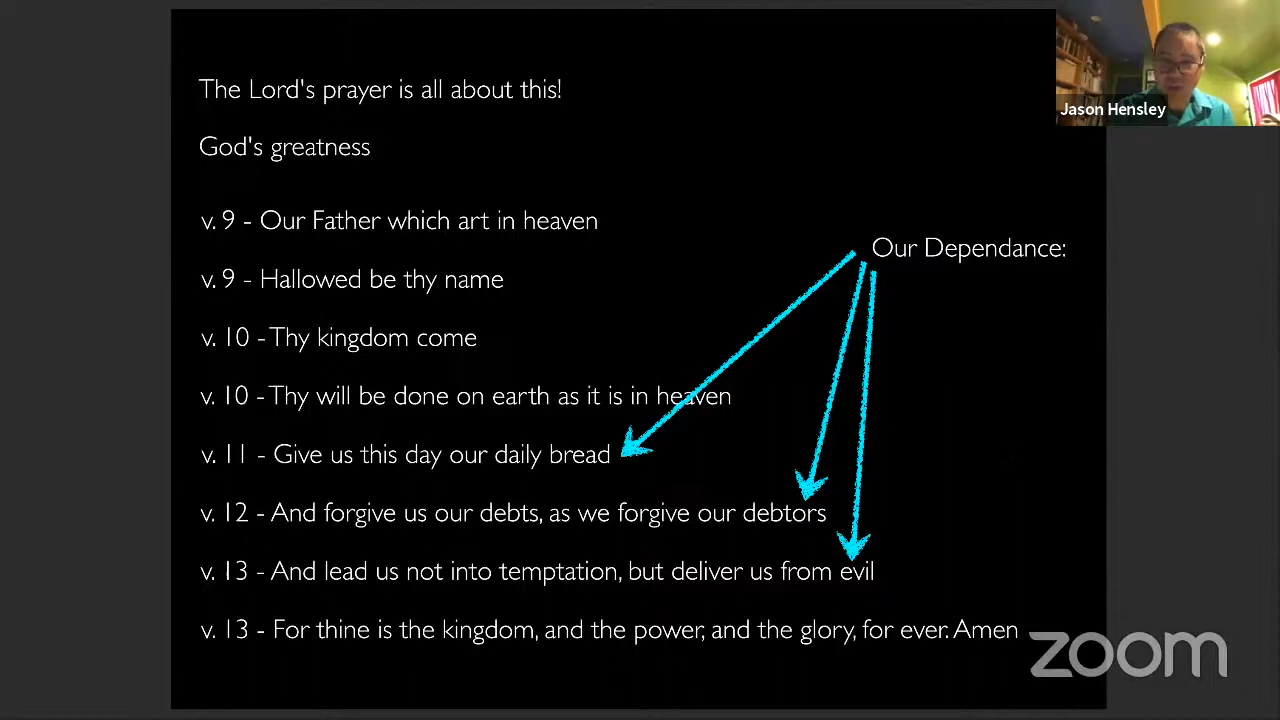 The Lord's prayer is all about this!
God's greatness
v. 9 - Our Father which art in heaven
Our Dependance:
v. 9 - Hallowed be thy name
v. 10 - Thy kingdom come
v. 10 - Thy will be done on earth as it is in heaven
v. 11 - Give us this day our daily bread
v. 12 - And forgive us our debts, as we forgive our debtors
v. 13 - And lead us not into temptation, but deliver us from evil
v. 13 - For thine is the kingdom, and the power, and the glory, for ever. Amen
Jason Hensley
zoom